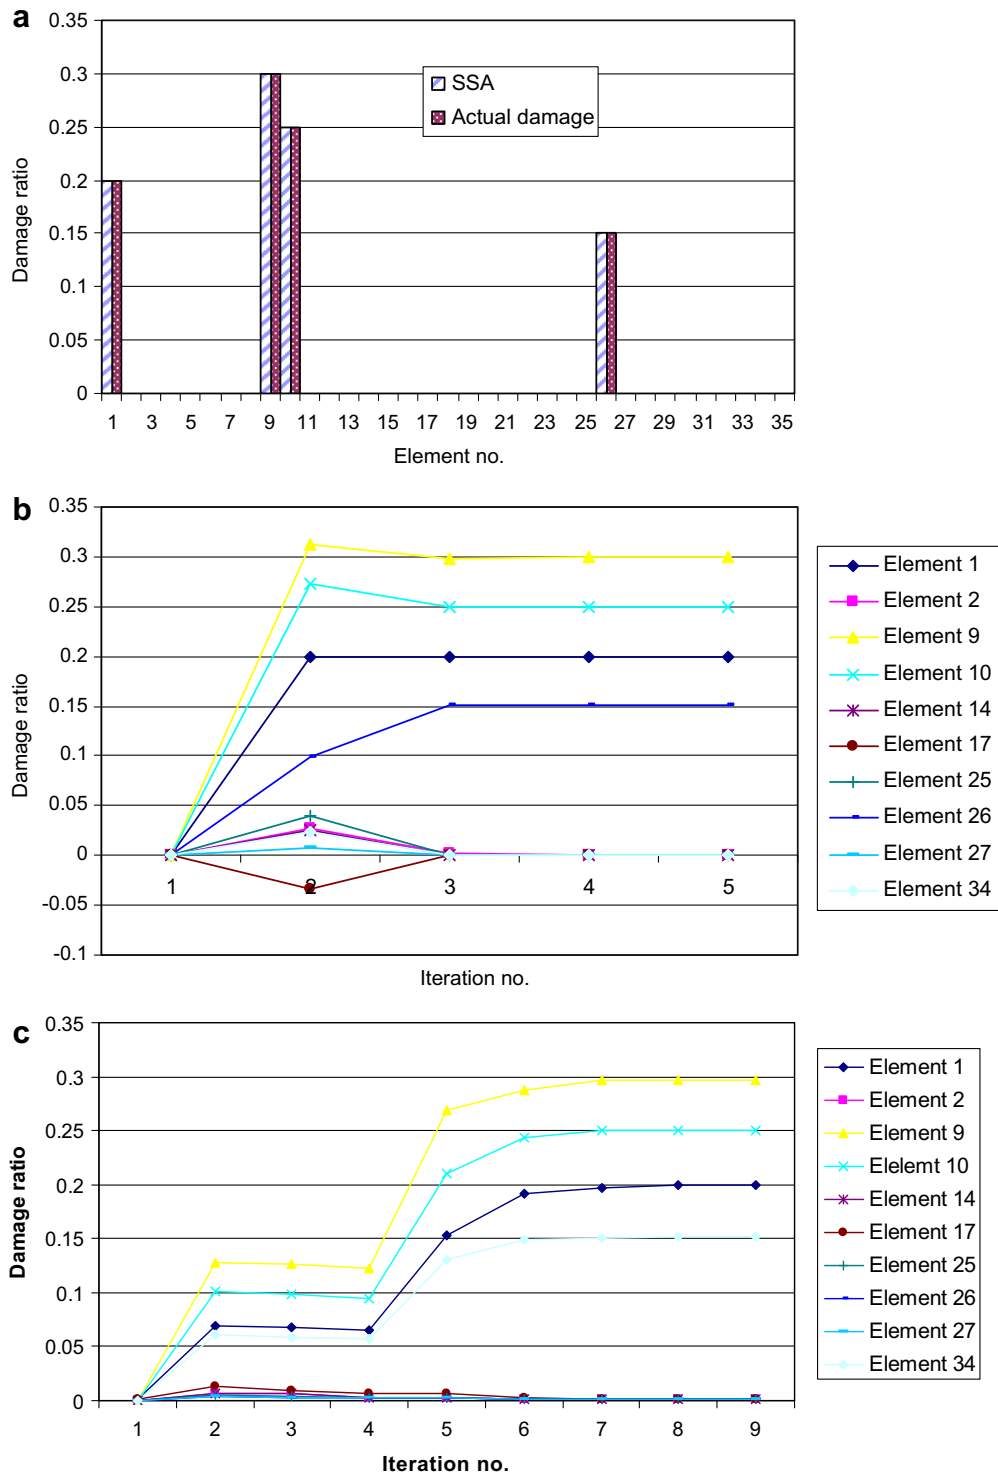 a
0.35
0.3
0.25
0.2
0.15
0.1
0.05
0
Damage ratio
SSA
Actual damage
1 3 5 7 9 11 13 15 17 19 21 23 25 27 29 31 33 35
Element no.
b
0.35
0.3
0.25
0.2
0.15
0.1
0.05
0
-0.05
-0.1
Damage ratio
1 2 3 4 5
Iteration no.
Element 1
Element 2
Element 9
Element 10
Element 14
Element 17
Element 25
Element 26
Element 27
Element 34
c
0.35
0.3
0.25
0.2
0.15
0.1
0.05
0
Damage ratio
1 2 3 4 5 6 7 8 9
Iteration no.
Element 1
Element 2
Element 9
Elelemt 10
Element 14
Element 17
Element 25
Element 26
Element 27
Element 34